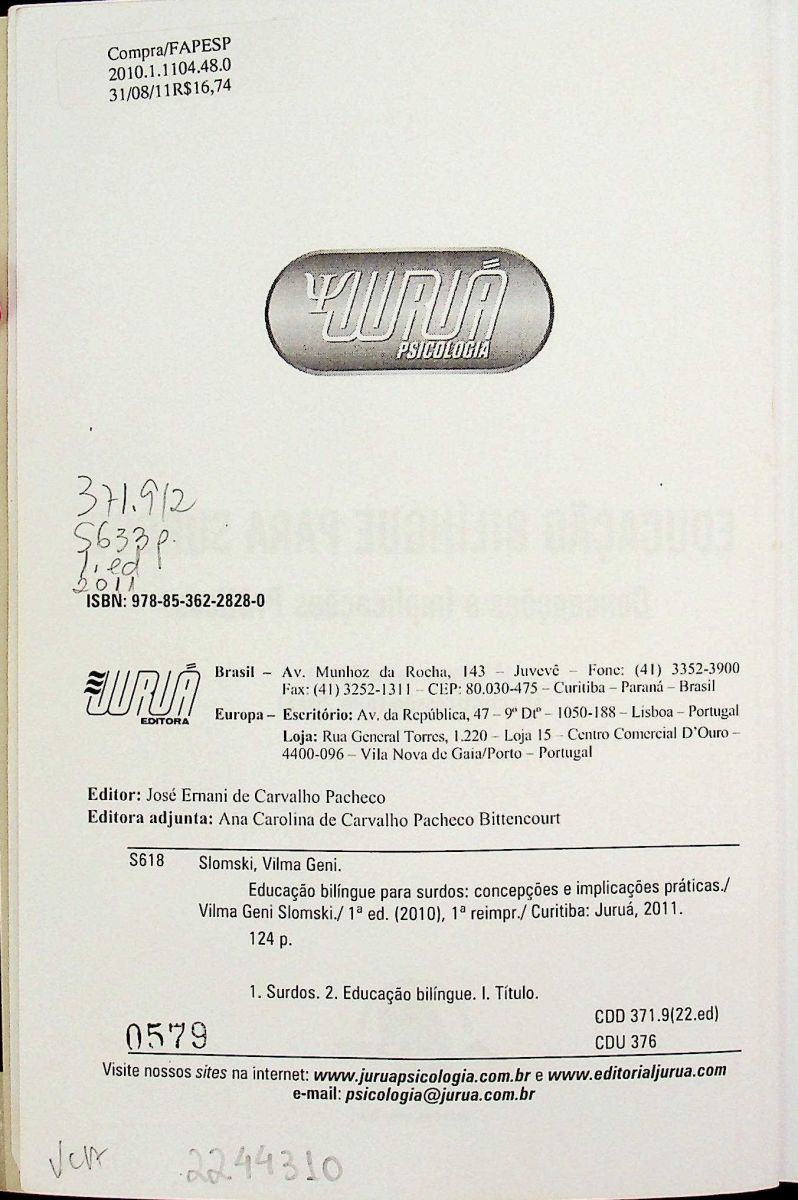 Compra/FAPESP
2010.1.1104.48.0
31/08/11R$16,74
ΨJURUÁ
PSICOLOGIA
371.912
S633p.
1. ed
2011
ISBN: 978-85-362-2828-0
JURUÁ
EDITORA
Brasil – Av. Munhoz da Rocha, 143 – Juvevê – Fone: (41) 3352-3900
Fax: (41) 3252-1311 – CEP: 80.030-475 – Curitiba – Paraná – Brasil
Europa – Escritório: Av. da República, 47 – 9º Dtº – 1050-188 – Lisboa – Portugal
Loja: Rua General Torres, 1.220 – Loja 15 – Centro Comercial D'Ouro –
4400-096 – Vila Nova de Gaia/Porto – Portugal
Editor: José Ernani de Carvalho Pacheco
Editora adjunta: Ana Carolina de Carvalho Pacheco Bittencourt
S618 Slomski, Vilma Geni.
Educação bilíngue para surdos: concepções e implicações práticas./
Vilma Geni Slomski./ 1ª ed. (2010), 1ª reimpr./ Curitiba: Juruá, 2011.
124 p.
1. Surdos. 2. Educação bilíngue. I. Título.
CDD 371.9(22.ed)
CDU 376
0579
Visite nossos sites na internet: www.juruapsicologia.com.br e www.editorialjurua.com
e-mail: psicologia@jurua.com.br
2244310